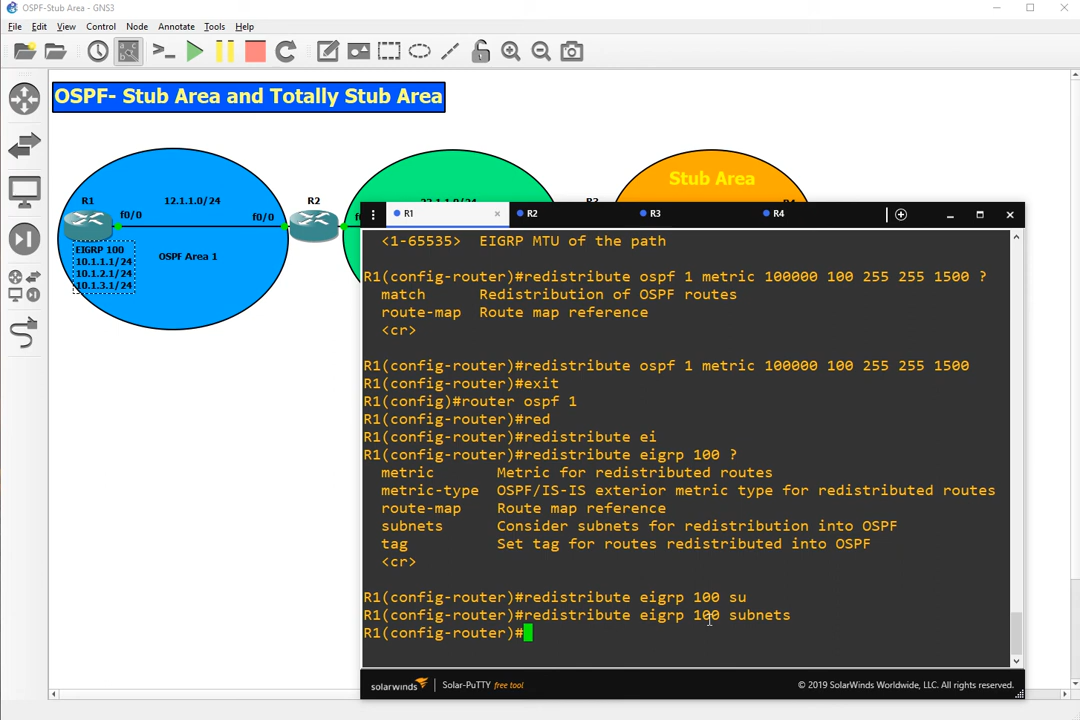 OSPF-Stub Area - GNS3
File Edit View Control Node Annotate Tools Help
OSPF- Stub Area and Totally Stub Area
Stub Area
R1 12.1.1.0/24 R2
f0/0 f0/0
EIGRP 100
10.1.1.1/24
10.1.2.1/24
10.1.3.1/24
OSPF Area 1
R1 R2 R3 R4
<1-65535> EIGRP MTU of the path
R1(config-router)#redistribute ospf 1 metric 100000 100 255 255 1500 ?
match Redistribution of OSPF routes
route-map Route map reference
<cr>
R1(config-router)#redistribute ospf 1 metric 100000 100 255 255 1500
R1(config-router)#exit
R1(config)#router ospf 1
R1(config-router)#red
R1(config-router)#redistribute ei
R1(config-router)#redistribute eigrp 100 ?
metric Metric for redistributed routes
metric-type OSPF/IS-IS exterior metric type for redistributed routes
route-map Route map reference
subnets Consider subnets for redistribution into OSPF
tag Set tag for routes redistributed into OSPF
<cr>
R1(config-router)#redistribute eigrp 100 su
R1(config-router)#redistribute eigrp 100 subnets
R1(config-router)#
solarwinds Solar-PuTTY free tool © 2019 SolarWinds Worldwide, LLC. All rights reserved.